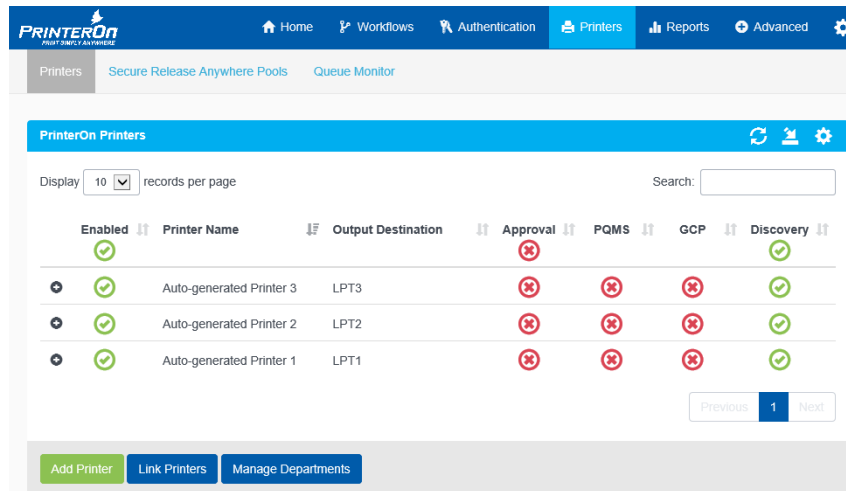 PRINTERON
PRINT SIMPLY ANYWHERE
Home Workflows Authentication Printers Reports Advanced
Printers Secure Release Anywhere Pools Queue Monitor
PrinterOn Printers
Display 10 records per page Search:
Enabled Printer Name Output Destination Approval PQMS GCP Discovery
Auto-generated Printer 3 LPT3
Auto-generated Printer 2 LPT2
Auto-generated Printer 1 LPT1
Previous 1 Next
Add Printer Link Printers Manage Departments